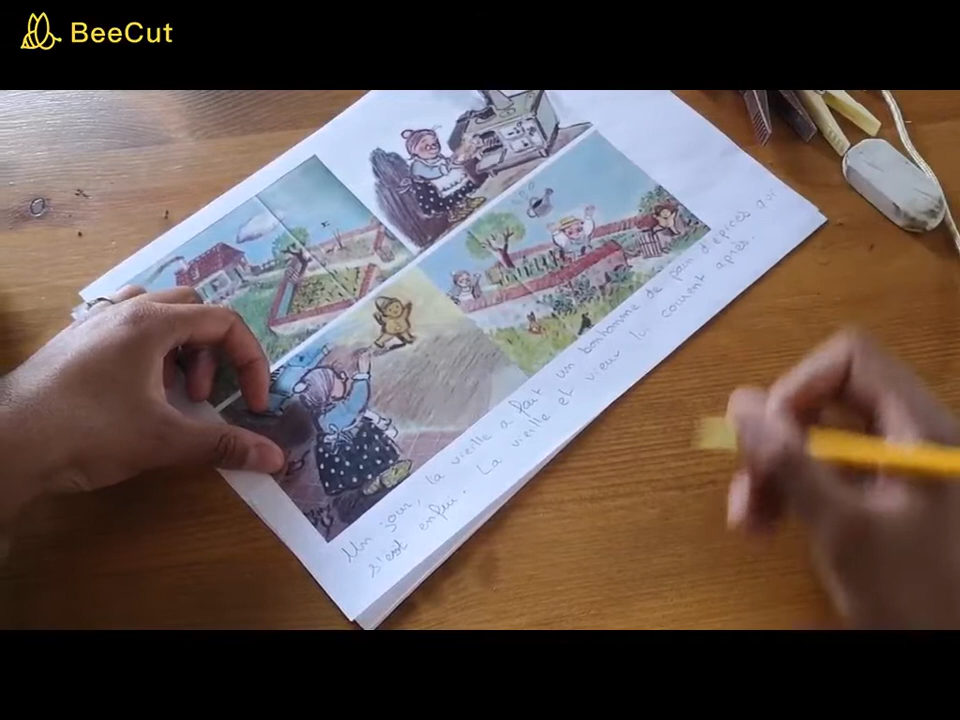 BeeCut
Un jour, la vieille a fait un bonhomme de pain d'épices qui
s'est enfui. La vieille et vieux lui courent après.